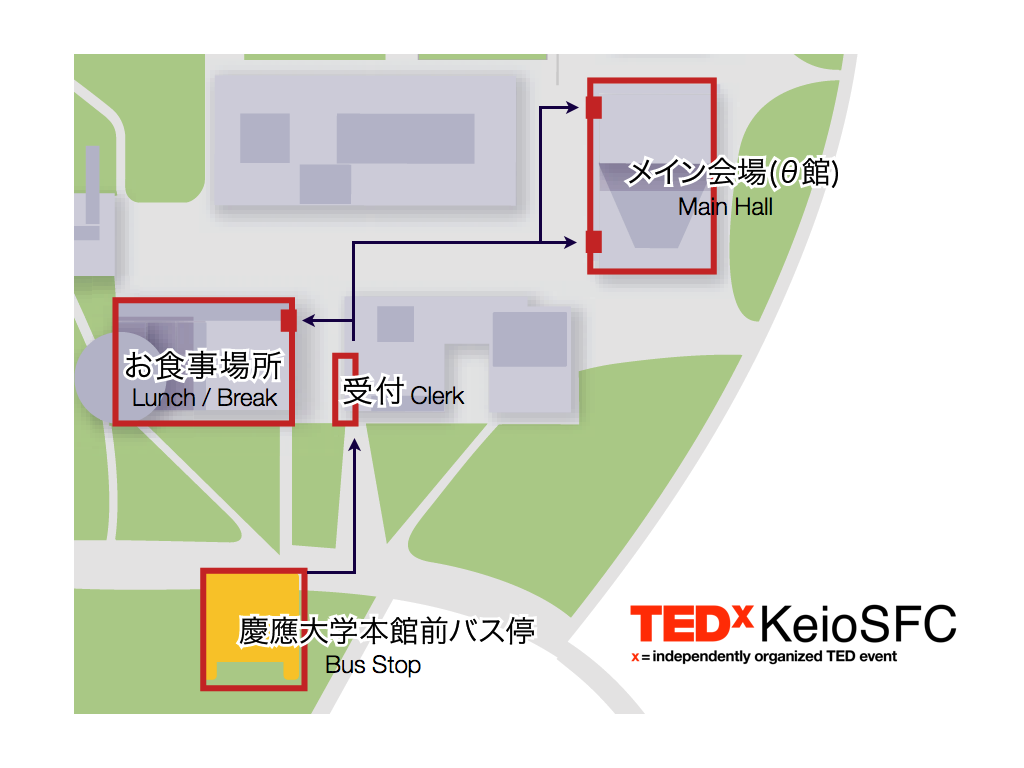 メイン会場(θ館)
Main Hall
お食事場所
Lunch / Break
受付 Clerk
慶應大学本館前バス停
Bus Stop
TEDx KeioSFC
x = independently organized TED event